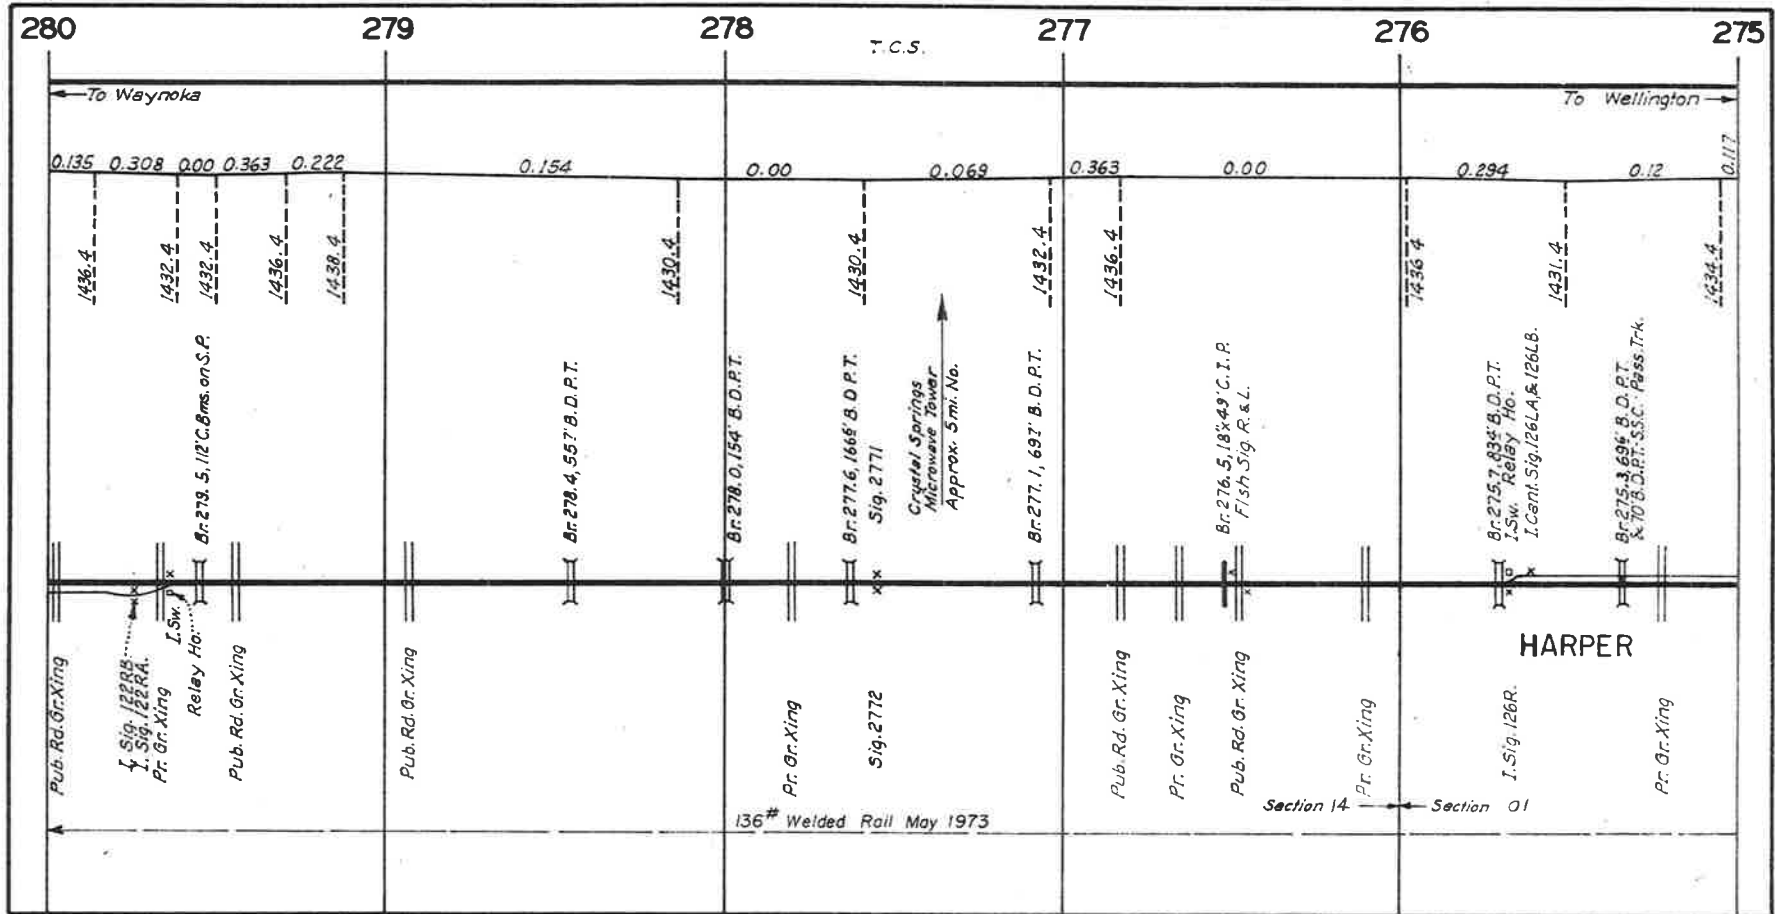 280 279 278 277 276 275
T.C.S.
To Waynoka
To Wellington
0.135 0.308 0.00 0.363 0.222 0.154 0.00 0.069 0.363 0.00 0.294 0.12 0.117
1436.4
1432.4
1432.4
1436.4
1438.4
1430.4
1430.4
1432.4
1436.4
1436.4
1431.4
1434.4
Br. 279.5, 112' C. Bms. on S.P.
Br. 278.4, 557' B.D.P.T.
Br. 278.0, 154' B.D.P.T.
Br. 277.6, 166⁶' B.D.P.T.
Sig. 2771
Crystal Springs
Microwave Tower
Approx. 5 mi. No.
Br. 277.1, 697' B.D.P.T.
Br. 276.5, 18"x49' C.I.P.
Flsh Sig. R.& L.
Br. 275.7, 834' B.D.P.T.
I.Sw. Relay Ho.
I.Cant. Sig. 126LA, & 126LB.
Br. 275.3, 696' B.D.P.T.
& 70' B.D.P.T.-S.S.C. Pass. Trk.
HARPER
Pub. Rd. Gr. Xing
I. Sig. 122RB
I. Sig. 122RA.
Pr. Gr. Xing
I.Sw.
Relay Ho.
Pub. Rd. Gr. Xing
Pub. Rd. Gr. Xing
Pr. Gr. Xing
Sig. 2772
Pub. Rd. Gr. Xing
Pr. Gr. Xing
Pub. Rd. Gr. Xing
Pr. Gr. Xing
I. Sig. 126R.
Pr. Gr. Xing
Section 14 Section 01
136# Welded Rail May 1973